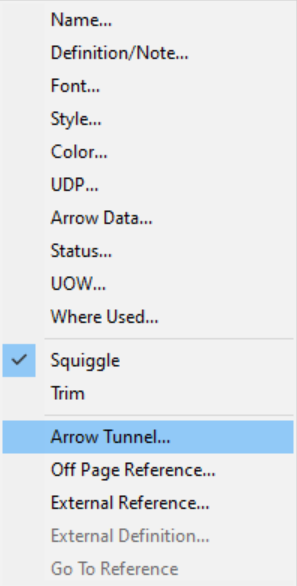 Name...
Definition/Note...
Font...
Style...
Color...
UDP...
Arrow Data...
Status...
UOW...
Where Used...
Squiggle
Trim
Arrow Tunnel...
Off Page Reference...
External Reference...
External Definition...
Go To Reference